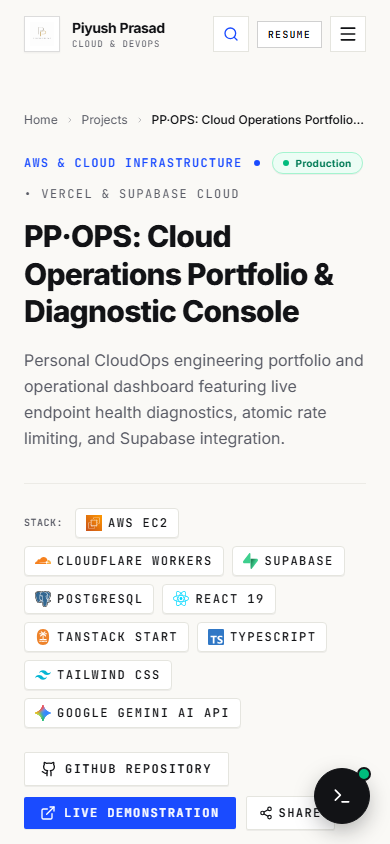 Piyush Prasad
CLOUD & DEVOPS
RESUME
Home › Projects › PP·OPS: Cloud Operations Portfolio…
AWS & CLOUD INFRASTRUCTURE • Production
• VERCEL & SUPABASE CLOUD
PP·OPS: Cloud
Operations Portfolio &
Diagnostic Console
Personal CloudOps engineering portfolio and
operational dashboard featuring live
endpoint health diagnostics, atomic rate
limiting, and Supabase integration.
STACK: AWS EC2
CLOUDFLARE WORKERS SUPABASE
POSTGRESQL REACT 19
TANSTACK START TS TYPESCRIPT
TAILWIND CSS
GOOGLE GEMINI AI API
GITHUB REPOSITORY
LIVE DEMONSTRATION SHARE